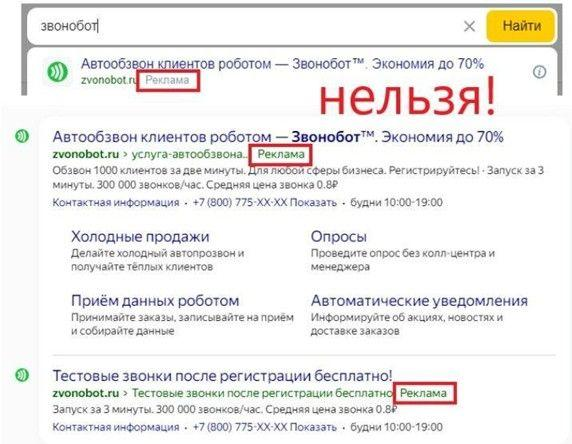 звонобот
Найти
Автообзвон клиентов роботом — Звонобот™. Экономия до 70%
zvonobot.ru Реклама
нельзя!
Автообзвон клиентов роботом — Звонобот™. Экономия до 70%
zvonobot.ru › услуга-автообзвона... Реклама
Обзвон 1000 клиентов за две минуты. Для любой сферы бизнеса. Регистрируйтесь! · Запуск за 3
минуты. 300 000 звонков/час. Средняя цена звонка 0.8₽
Контактная информация · +7 (800) 775-XX-XX Показать · будни 10:00-19:00
Холодные продажи
Делайте холодный автопрозвон и
получайте тёплых клиентов
Опросы
Проведите опрос без колл-центра и
менеджера
Приём данных роботом
Принимайте заказы, записывайте на приём
и собирайте данные
Автоматические уведомления
Информируйте об акциях, новостях и
доставке заказов
Тестовые звонки после регистрации бесплатно!
zvonobot.ru › Тестовые звонки после регистрации бесплатно Реклама
Запуск за 3 минуты. 300 000 звонков/час. Средняя цена звонка 0.8₽
Контактная информация · +7 (800) 775-XX-XX Показать · будни 10:00-19:00